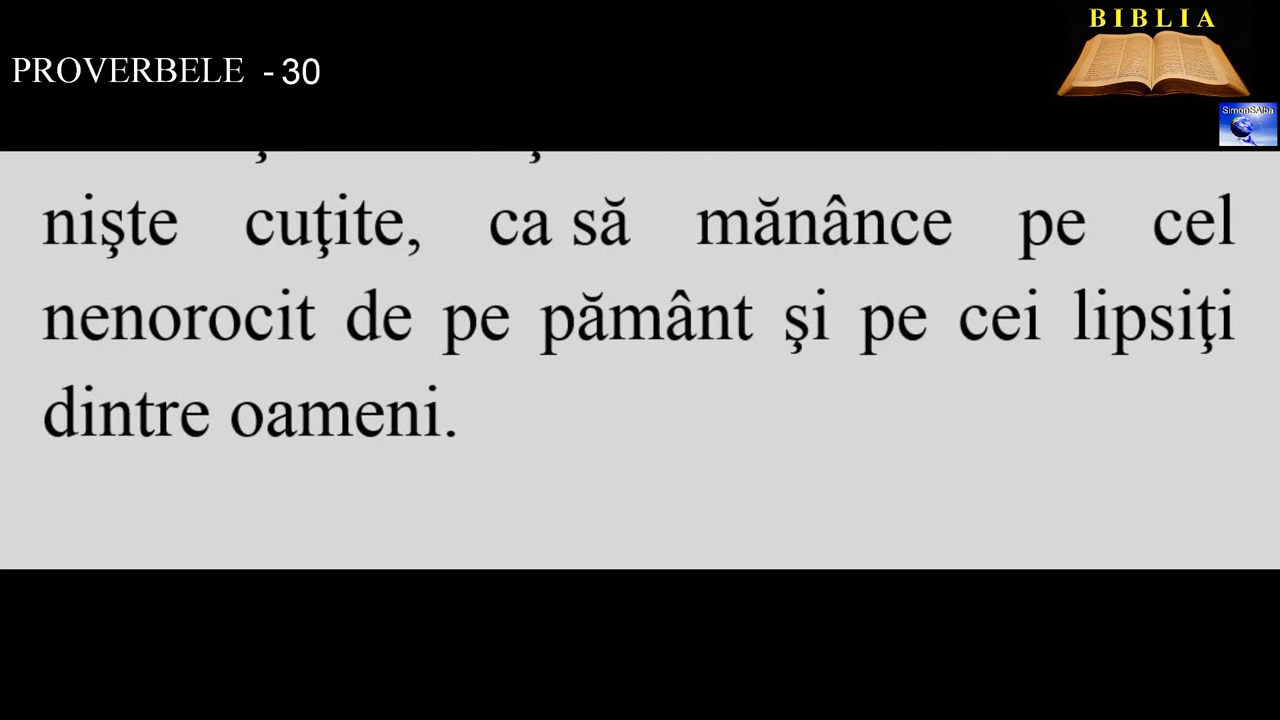 BIBLIA
PROVERBELE - 30
SimonSAlba
nişte cuţite, ca să mănânce pe cel
nenorocit de pe pământ şi pe cei lipsiţi
dintre oameni.